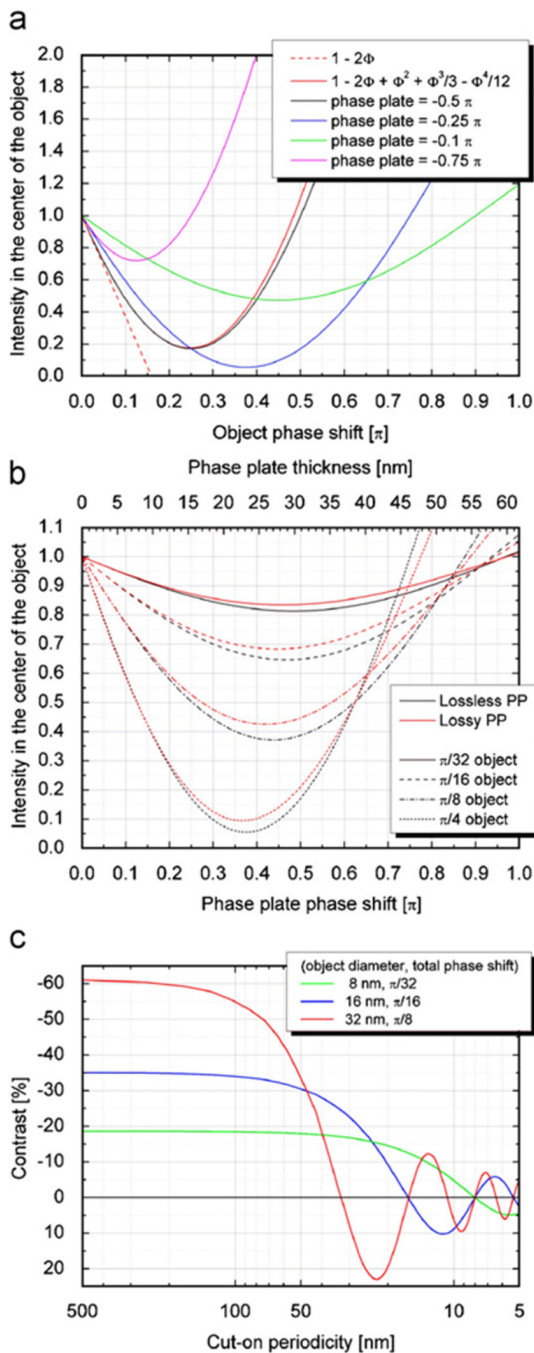 a
2.0
1.8
1.6
1.4
1.2
1.0
0.8
0.6
0.4
0.2
0.0
Intensity in the center of the object
1 - 2Φ
1 - 2Φ + Φ² + Φ³/3 - Φ⁴/12
phase plate = -0.5 π
phase plate = -0.25 π
phase plate = -0.1 π
phase plate = -0.75 π
0.0 0.1 0.2 0.3 0.4 0.5 0.6 0.7 0.8 0.9 1.0
Object phase shift [π]
b
Phase plate thickness [nm]
0 5 10 15 20 25 30 35 40 45 50 55 60
1.1
1.0
0.9
0.8
0.7
0.6
0.5
0.4
0.3
0.2
0.1
0.0
Intensity in the center of the object
Lossless PP
Lossy PP
π/32 object
π/16 object
π/8 object
π/4 object
0.0 0.1 0.2 0.3 0.4 0.5 0.6 0.7 0.8 0.9 1.0
Phase plate phase shift [π]
c
(object diameter, total phase shift)
8 nm, π/32
16 nm, π/16
32 nm, π/8
-60
-50
-40
-30
-20
-10
0
10
20
Contrast [%]
500 100 50 10 5
Cut-on periodicity [nm]